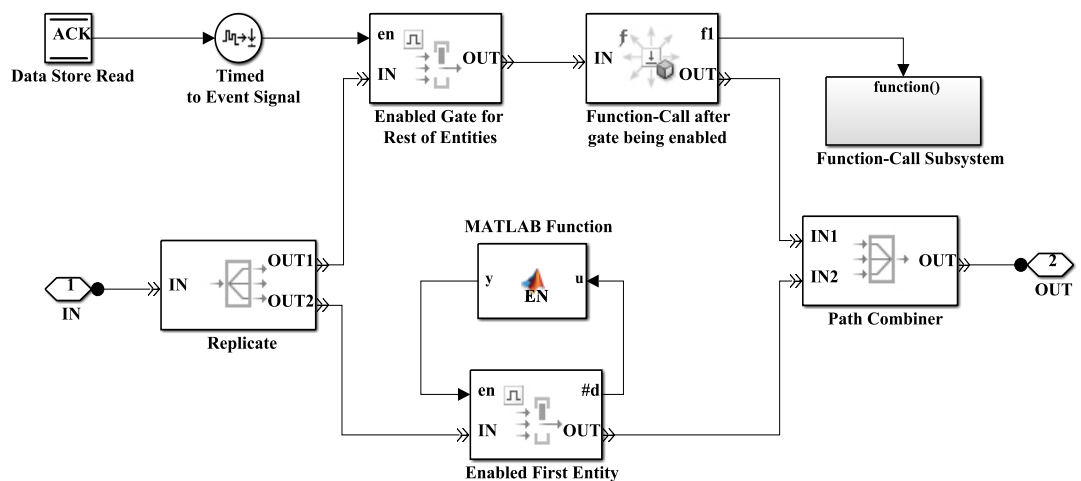 ACK
Data Store Read
Timed
to Event Signal
en
IN
OUT
Enabled Gate for
Rest of Entities
IN
f1
OUT
Function-Call after
gate being enabled
function()
Function-Call Subsystem
1
IN
IN
OUT1
OUT2
Replicate
MATLAB Function
y
EN
u
en
#d
IN
OUT
Enabled First Entity
IN1
IN2
OUT
Path Combiner
2
OUT